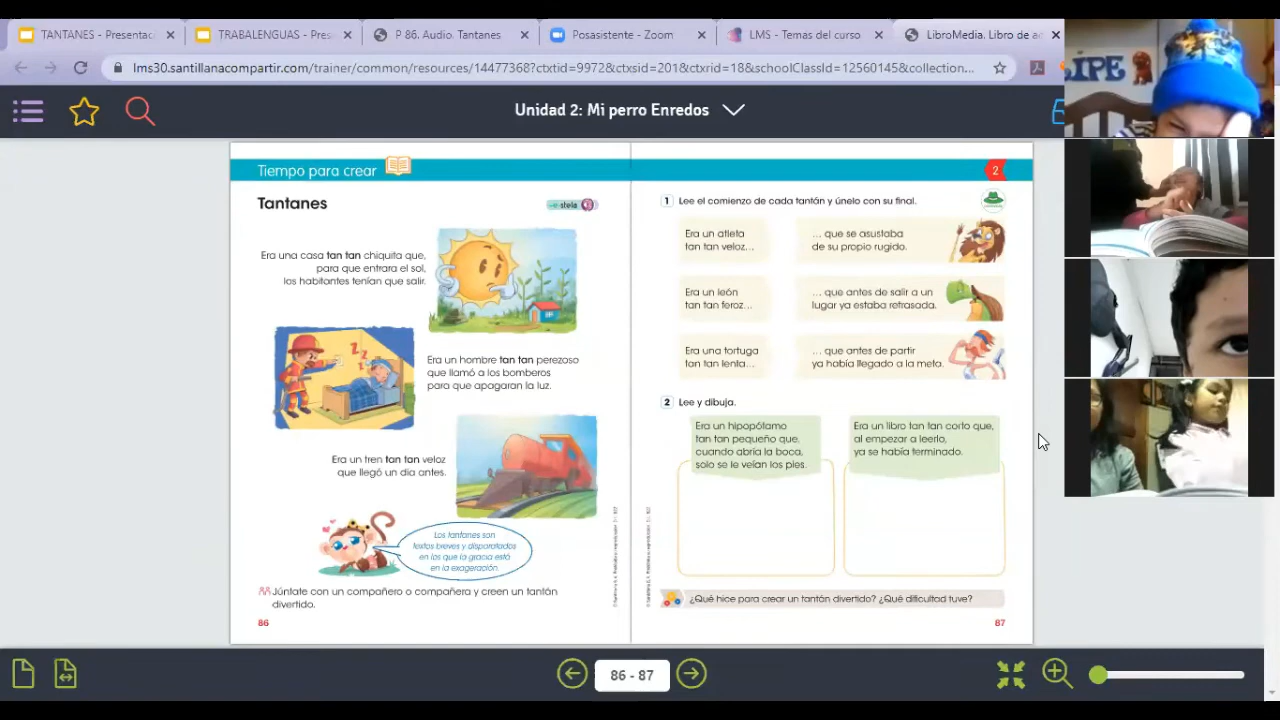 TANTANES - Presentac
TRABALENGUAS - Pres
P 86. Audio. Tantanes
Posasistente - Zoom
LMS - Temas del curso
LibroMedia. Libro de ac
lms30.santillanacompartir.com/trainer/common/resources/14477368?ctxtid=9972&ctxsid=201&ctxrid=18&schoolClassId=12560145&collection...
Unidad 2: Mi perro Enredos
Tiempo para crear
Tantanes
stela
Era una casa tan tan chiquita que,
para que entrara el sol,
los habitantes tenían que salir.
Era un hombre tan tan perezoso
que llamó a los bomberos
para que apagaran la luz.
Era un tren tan tan veloz
que llegó un día antes.
Los tantanes son
textos breves y disparatados
en los que la gracia está
en la exageración.
Júntate con un compañero o compañera y creen un tantán
divertido.
86
2
1 Lee el comienzo de cada tantán y únelo con su final.
Era un atleta
tan tan veloz...
... que se asustaba
de su propio rugido.
Era un león
tan tan feroz...
... que antes de salir a un
lugar ya estaba retrasada.
Era una tortuga
tan tan lenta...
... que antes de partir
ya había llegado a la meta.
2 Lee y dibuja.
Era un hipopótamo
tan tan pequeño que,
cuando abría la boca,
solo se le veían los pies.
Era un libro tan tan corto que,
al empezar a leerlo,
ya se había terminado.
¿Qué hice para crear un tantán divertido? ¿Qué dificultad tuve?
87
86 - 87